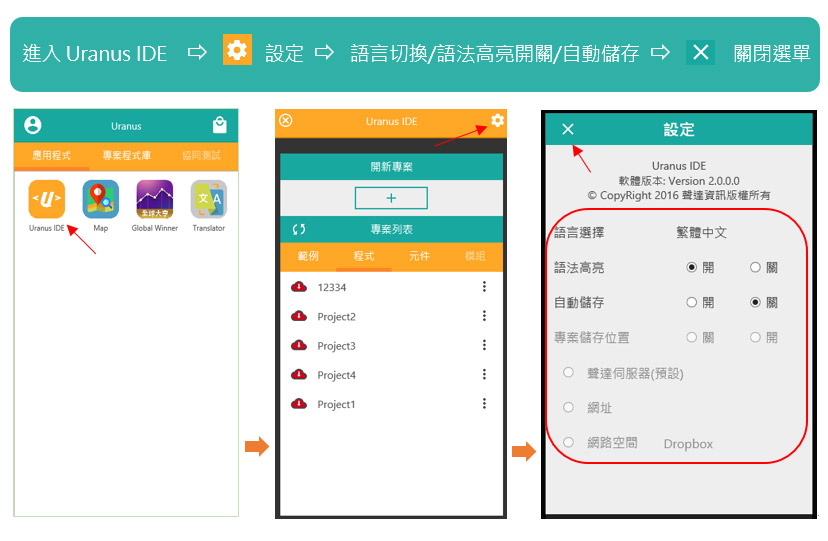 進入 Uranus IDE ⇨ 設定 ⇨ 語言切換/語法高亮開關/自動儲存 ⇨ 關閉選單
Uranus
應用程式 專案程式庫 協同測試
<U>
全球大亨
文 A
Uranus IDE Map Global Winner Translator
Uranus IDE
開新專案
+
專案列表
範例 程式 元件 模組
12334
Project2
Project3
Project4
Project1
設定
Uranus IDE
軟體版本: Version 2.0.0.0
© CopyRight 2016 聲達資訊版權所有
語言選擇 繁體中文
語法高亮 開 關
自動儲存 開 關
專案儲存位置 關 開
聲達伺服器(預設)
網址
網路空間 Dropbox